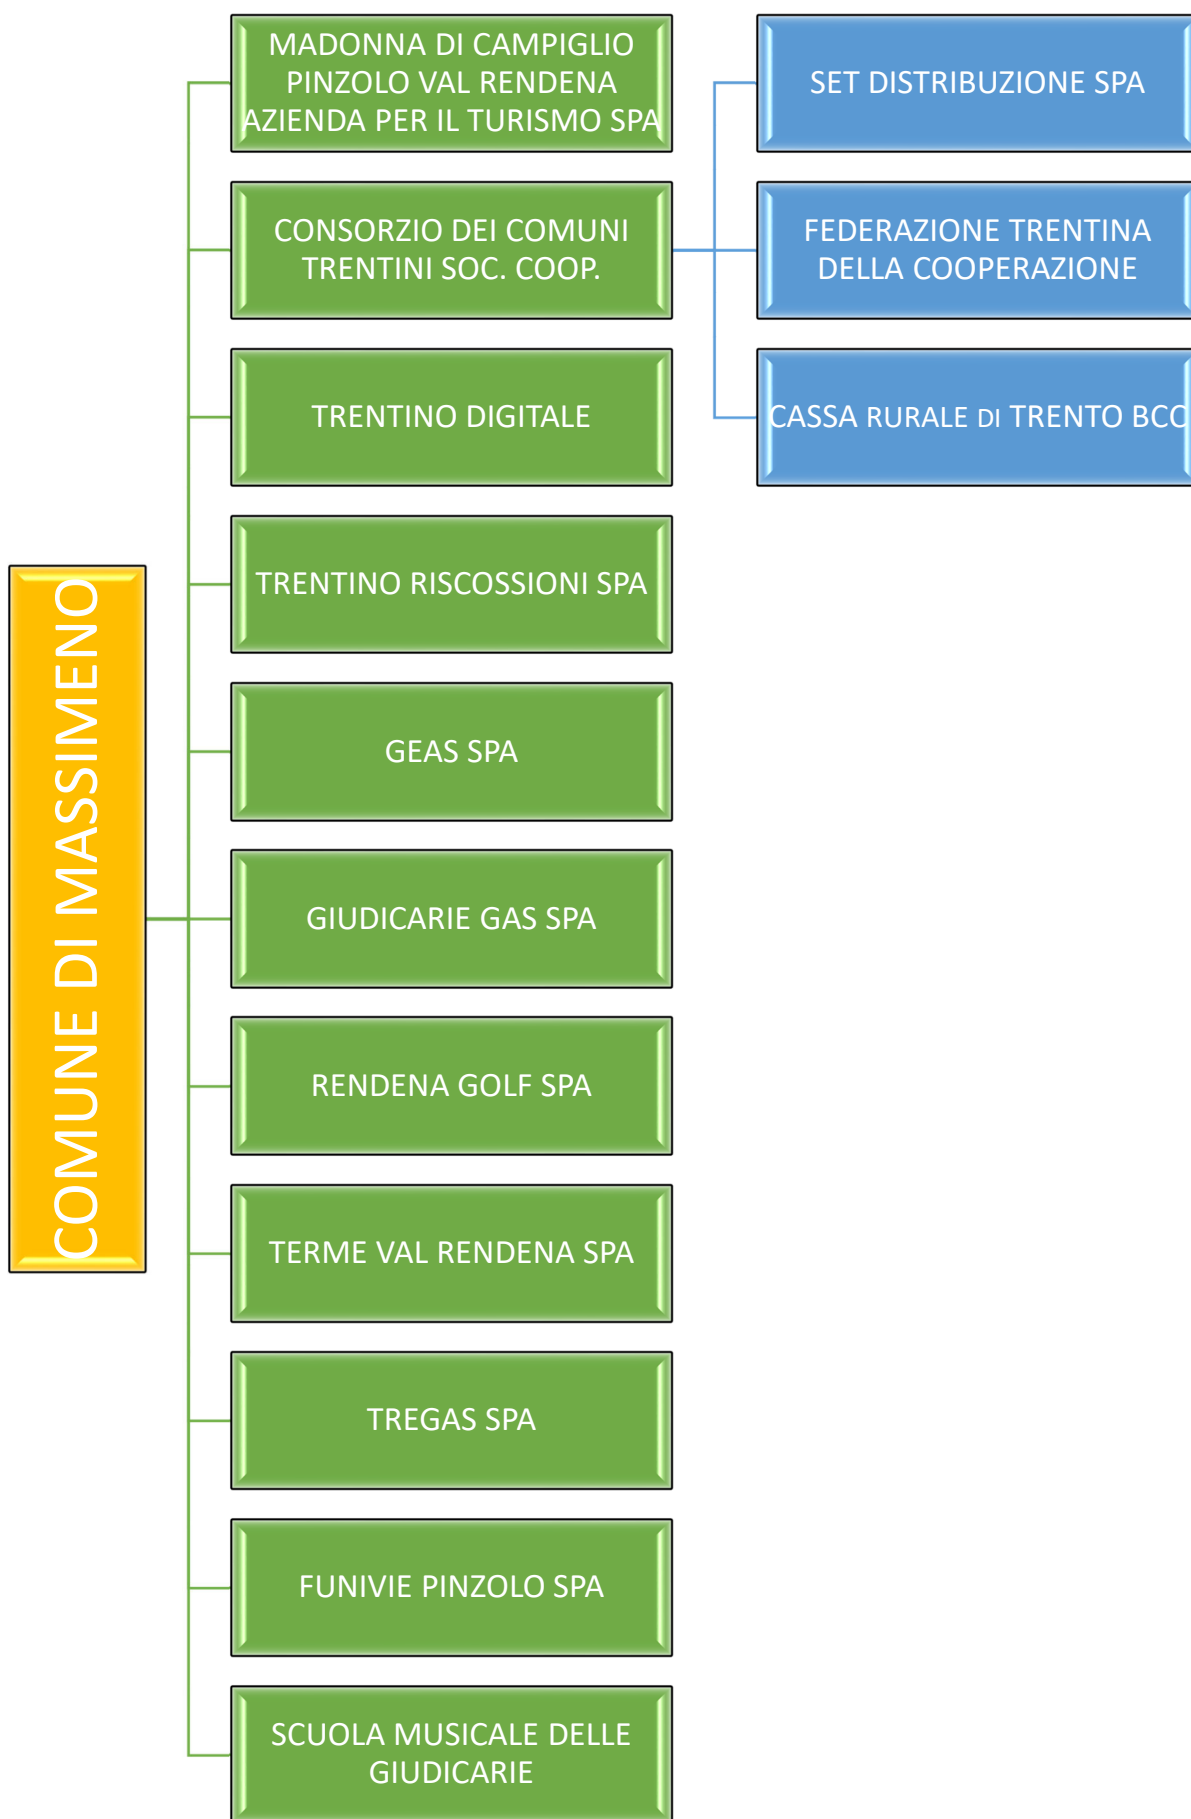 COMUNE DI MASSIMENO
MADONNA DI CAMPIGLIO
PINZOLO VAL RENDENA
AZIENDA PER IL TURISMO SPA
CONSORZIO DEI COMUNI
TRENTINI SOC. COOP.
SET DISTRIBUZIONE SPA
FEDERAZIONE TRENTINA
DELLA COOPERAZIONE
CASSA RURALE DI TRENTO BCC
TRENTINO DIGITALE
TRENTINO RISCOSSIONI SPA
GEAS SPA
GIUDICARIE GAS SPA
RENDENA GOLF SPA
TERME VAL RENDENA SPA
TREGAS SPA
FUNIVIE PINZOLO SPA
SCUOLA MUSICALE DELLE
GIUDICARIE